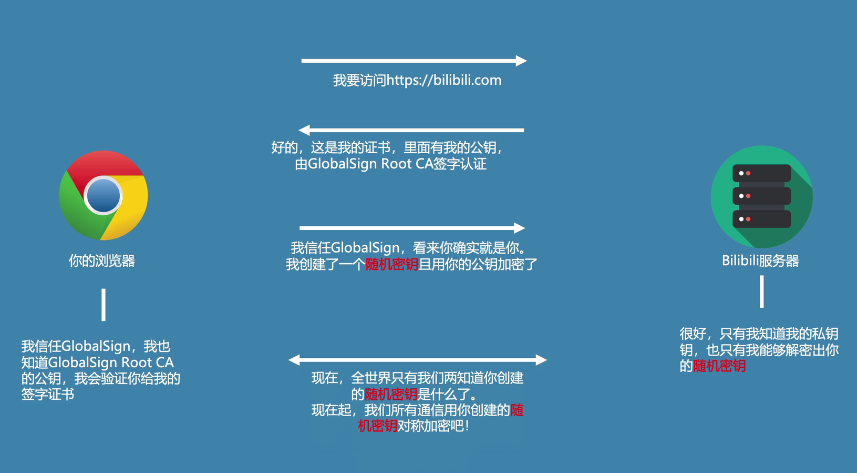 我要访问https://bilibili.com
好的，这是我的证书，里面有我的公钥，
由GlobalSign Root CA签字认证
我信任GlobalSign，看来你确实就是你。
我创建了一个随机密钥且用你的公钥加密了
你的浏览器
Bilibili服务器
我信任GlobalSign，我也
知道GlobalSign Root CA
的公钥，我会验证你给我的
签字证书
很好，只有我知道我的私钥
钥，也只有我能够解密出你
的随机密钥
现在，全世界只有我们两知道你创建
的随机密钥是什么了。
现在起，我们所有通信用你创建的随
机密钥对称加密吧！